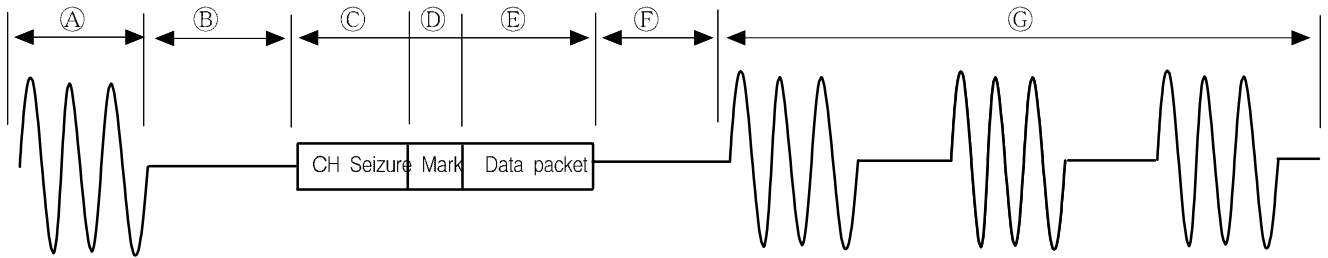 Ⓐ Ⓑ Ⓒ Ⓓ Ⓔ Ⓕ Ⓖ
CH Seizure Mark Data packet